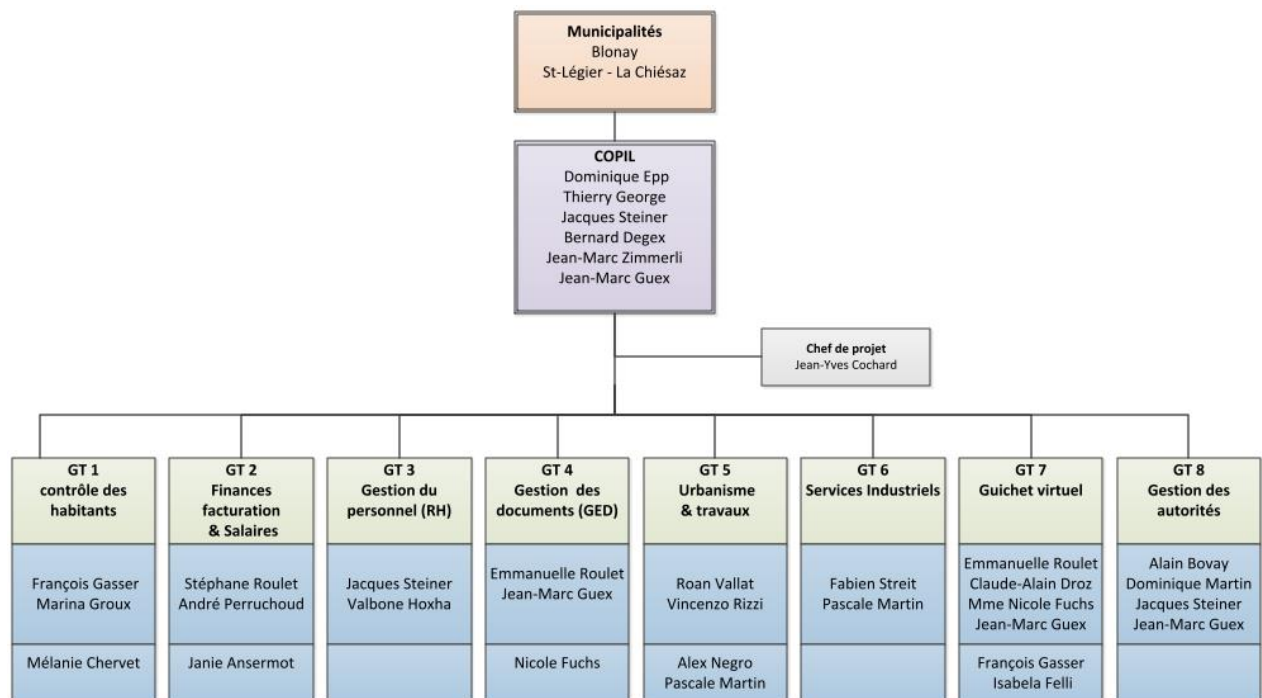 Municipalités
Blonay
St-Légier - La Chiésaz
COPIL
Dominique Epp
Thierry George
Jacques Steiner
Bernard Degex
Jean-Marc Zimmerli
Jean-Marc Guex
Chef de projet
Jean-Yves Cochard
GT 1
contrôle des
habitants
François Gasser
Marina Groux
Mélanie Chervet
GT 2
Finances
facturation
& Salaires
Stéphane Roulet
André Perruchoud
Janie Ansermot
GT 3
Gestion du
personnel (RH)
Jacques Steiner
Valbone Hoxha
GT 4
Gestion des
documents (GED)
Emmanuelle Roulet
Jean-Marc Guex
Nicole Fuchs
GT 5
Urbanisme
& travaux
Roan Vallat
Vincenzo Rizzi
Alex Negro
Pascale Martin
GT 6
Services Industriels
Fabien Streit
Pascale Martin
GT 7
Guichet virtuel
Emmanuelle Roulet
Claude-Alain Droz
Mme Nicole Fuchs
Jean-Marc Guex
François Gasser
Isabela Felli
GT 8
Gestion des
autorités
Alain Bovay
Dominique Martin
Jacques Steiner
Jean-Marc Guex